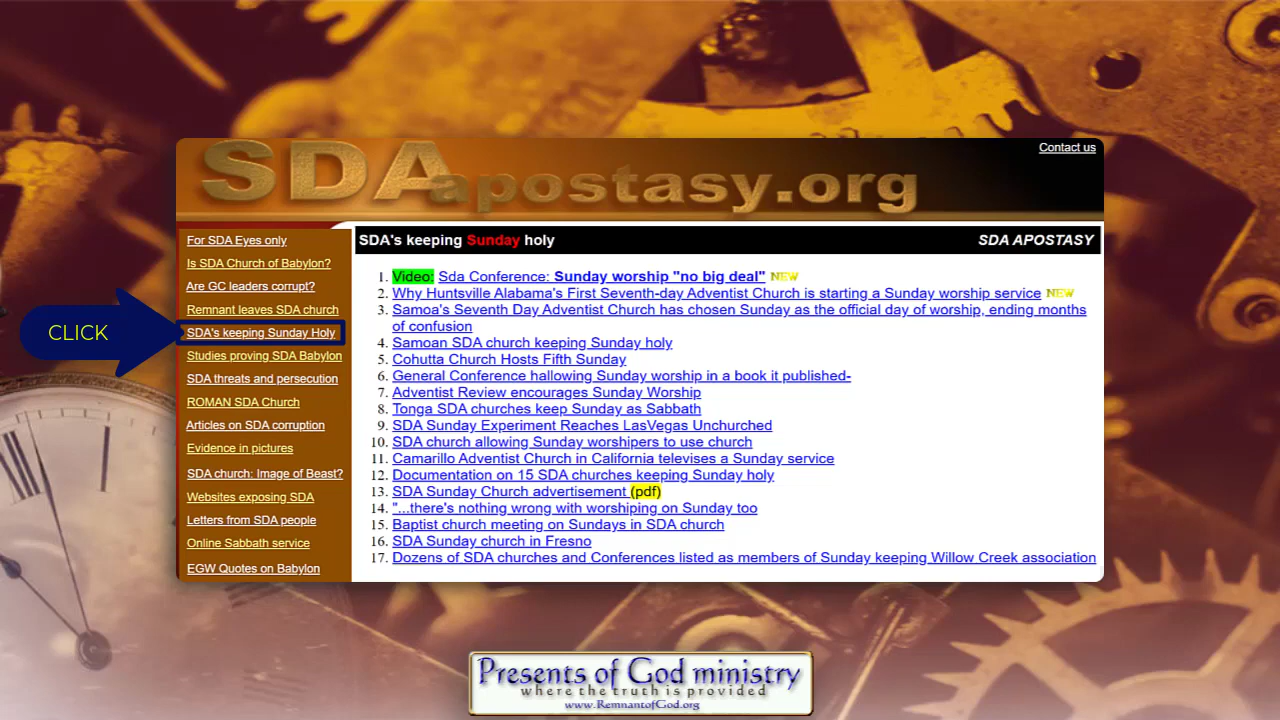 SDA apostasy.org
Contact us
For SDA Eyes only
Is SDA Church of Babylon?
Are GC leaders corrupt?
Remnant leaves SDA church
CLICK
SDA's keeping Sunday Holy
Studies proving SDA Babylon
SDA threats and persecution
ROMAN SDA Church
Articles on SDA corruption
Evidence in pictures
SDA church: Image of Beast?
Websites exposing SDA
Letters from SDA people
Online Sabbath service
EGW Quotes on Babylon
SDA's keeping Sunday holy
SDA APOSTASY
1. Video: Sda Conference: Sunday worship "no big deal" NEW
2. Why Huntsville Alabama's First Seventh-day Adventist Church is starting a Sunday worship service NEW
3. Samoa's Seventh Day Adventist Church has chosen Sunday as the official day of worship, ending months
of confusion
4. Samoan SDA church keeping Sunday holy
5. Cohutta Church Hosts Fifth Sunday
6. General Conference hallowing Sunday worship in a book it published-
7. Adventist Review encourages Sunday Worship
8. Tonga SDA churches keep Sunday as Sabbath
9. SDA Sunday Experiment Reaches LasVegas Unchurched
10. SDA church allowing Sunday worshipers to use church
11. Camarillo Adventist Church in California televises a Sunday service
12. Documentation on 15 SDA churches keeping Sunday holy
13. SDA Sunday Church advertisement (pdf)
14. "...there's nothing wrong with worshiping on Sunday too
15. Baptist church meeting on Sundays in SDA church
16. SDA Sunday church in Fresno
17. Dozens of SDA churches and Conferences listed as members of Sunday keeping Willow Creek association
Presents of God ministry
where the truth is provided
www.RemnantofGod.org